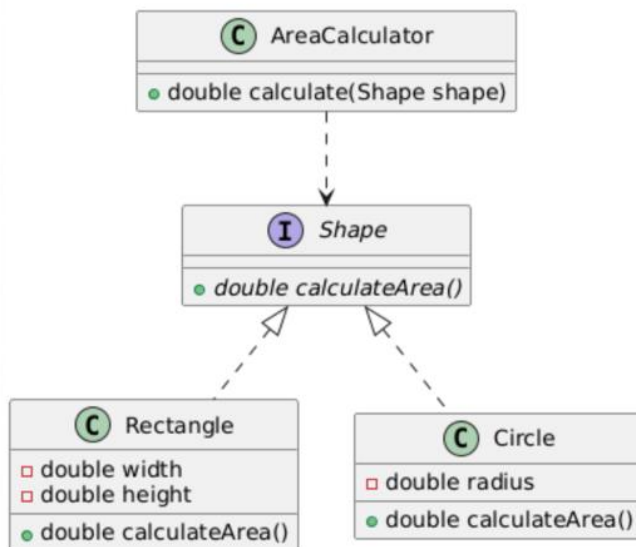 C AreaCalculator
double calculate(Shape shape)
I Shape
double calculateArea()
C Rectangle
double width
double height
double calculateArea()
C Circle
double radius
double calculateArea()